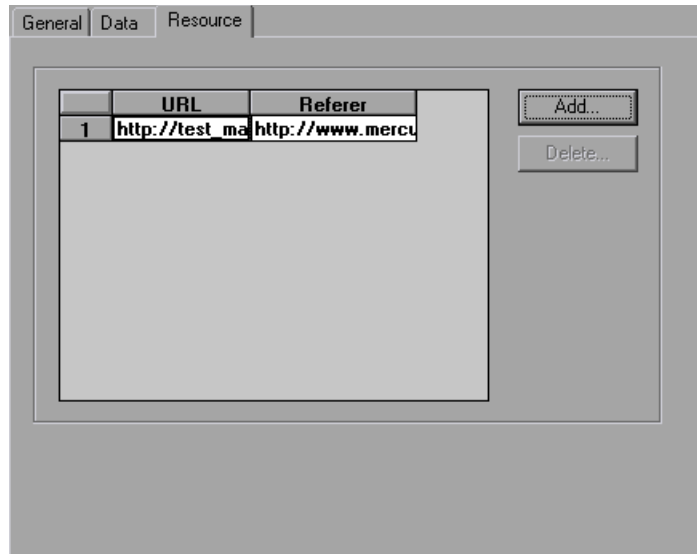 General Data Resource
URL Referer Add...
1 http://test_ma http://www.mercu
Delete...